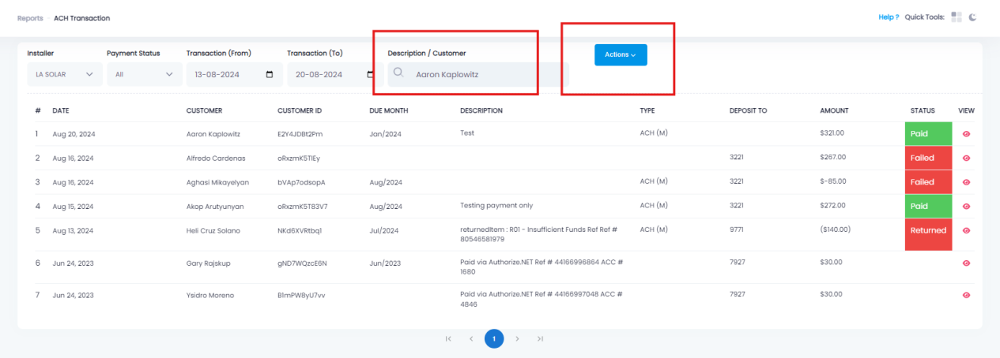 Reports - ACH Transaction
Help ? Quick Tools:
Installer Payment Status Transaction (From) Transaction (To) Description / Customer
Actions
LA SOLAR All 13-08-2024 20-08-2024 Aaron Kaplowitz
# DATE CUSTOMER CUSTOMER ID DUE MONTH DESCRIPTION TYPE DEPOSIT TO AMOUNT STATUS VIEW
1 Aug 20, 2024 Aaron Kaplowitz E2Y4JDBt2Pm Jan/2024 Test ACH (M) $321.00 Paid
2 Aug 16, 2024 Alfredo Cardenas oRxzmK5TlEy 3221 $267.00 Failed
3 Aug 16, 2024 Aghasi Mikayelyan bVAp7odsopA Aug/2024 ACH (M) 3221 $-85.00 Failed
4 Aug 15, 2024 Akop Arutyunyan oRxzmK5T83V7 Aug/2024 Testing payment only ACH (M) 3221 $272.00 Paid
5 Aug 13, 2024 Heli Cruz Solano NKd6XVRtbq1 Jul/2024 returnedItem : R01 - Insufficient Funds Ref Ref # ACH (M) 9771 ($140.00) Returned
80546581979
6 Jun 24, 2023 Gary Rajskup gND7WQzcE6N Jun/2023 Paid via Authorize.NET Ref # 44166996864 ACC # 7927 $30.00
1680
7 Jun 24, 2023 Ysidro Moreno B1mPW8yU7vv Paid via Authorize.NET Ref # 44166997048 ACC # 7927 $30.00
4846
1